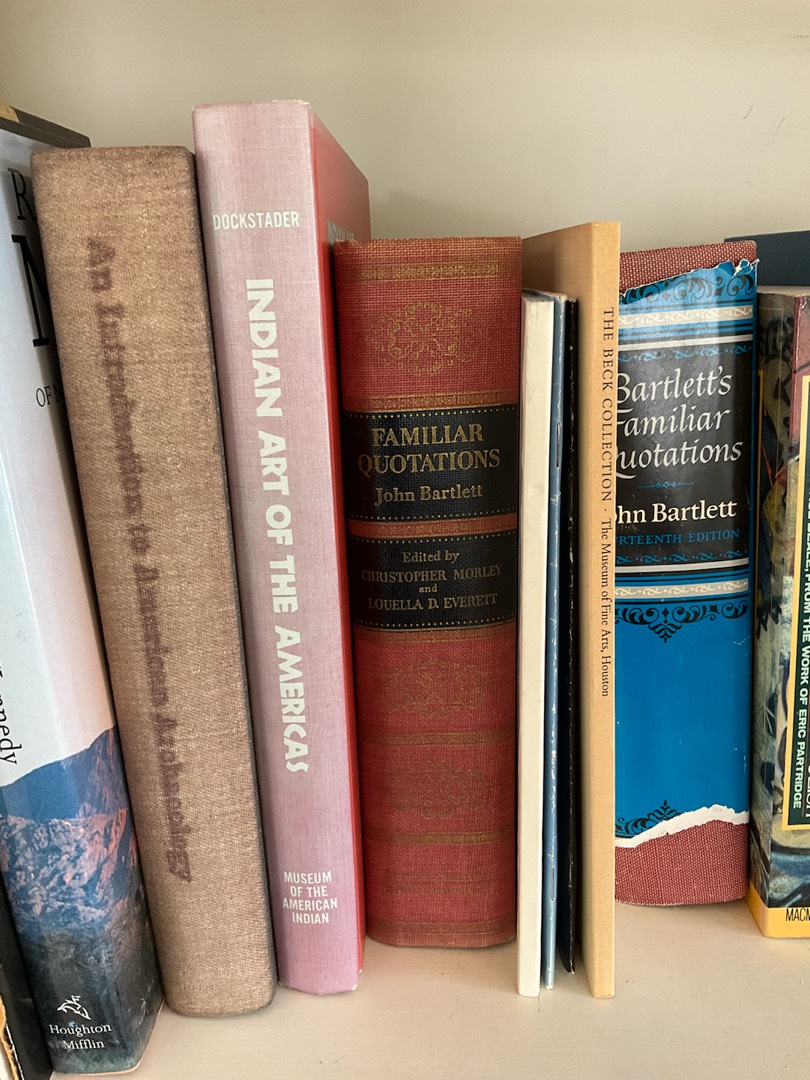 OF
Houghton
Mifflin
An Introduction to American Archaeology
DOCKSTADER
INDIAN ART OF THE AMERICAS
MUSEUM
OF THE
AMERICAN
INDIAN
FAMILIAR
QUOTATIONS
John Bartlett
Edited by
CHRISTOPHER MORLEY
and
LOUELLA D. EVERETT
THE BECK COLLECTION · The Museum of Fine Arts, Houston
Bartlett's
Familiar
Quotations
John Bartlett
EDITION
FROM THE WORK OF ERIC PARTRIDGE